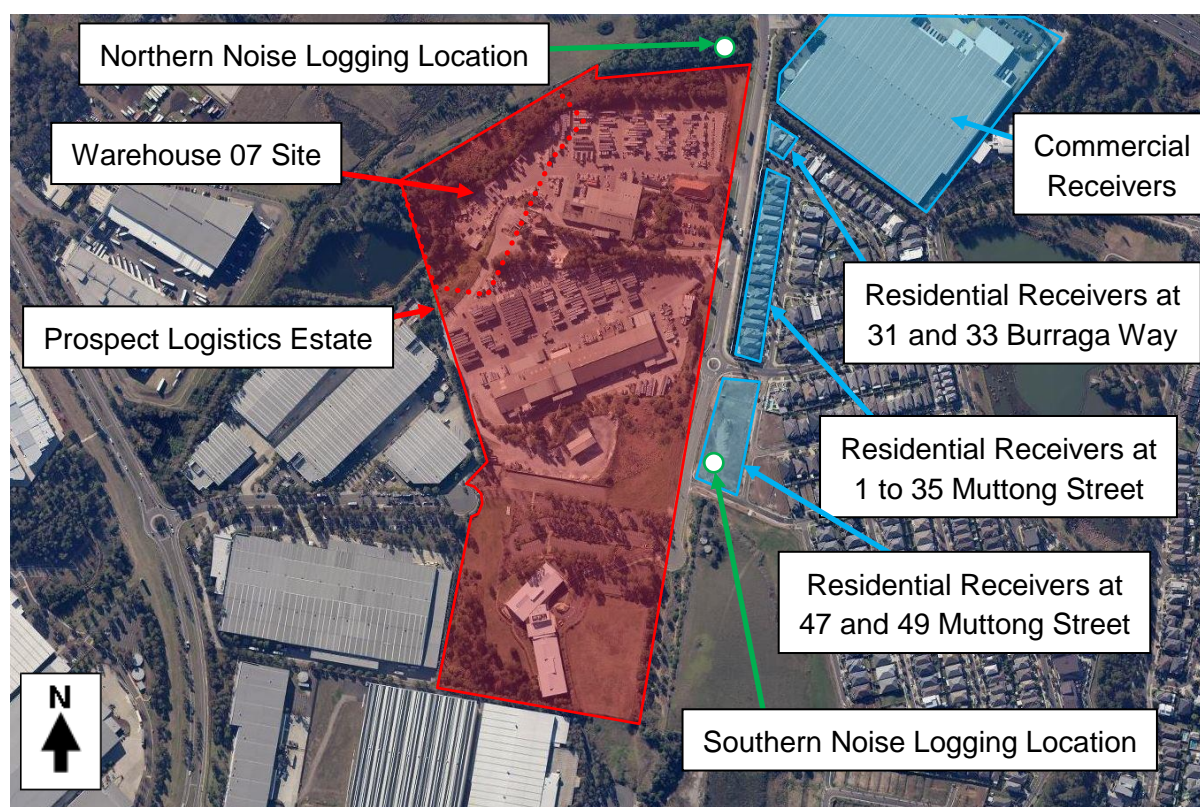 Northern Noise Logging Location
Warehouse 07 Site
Commercial
Receivers
Prospect Logistics Estate
Residential Receivers at
31 and 33 Burraga Way
Residential Receivers at
1 to 35 Muttong Street
Residential Receivers at
47 and 49 Muttong Street
Southern Noise Logging Location
N